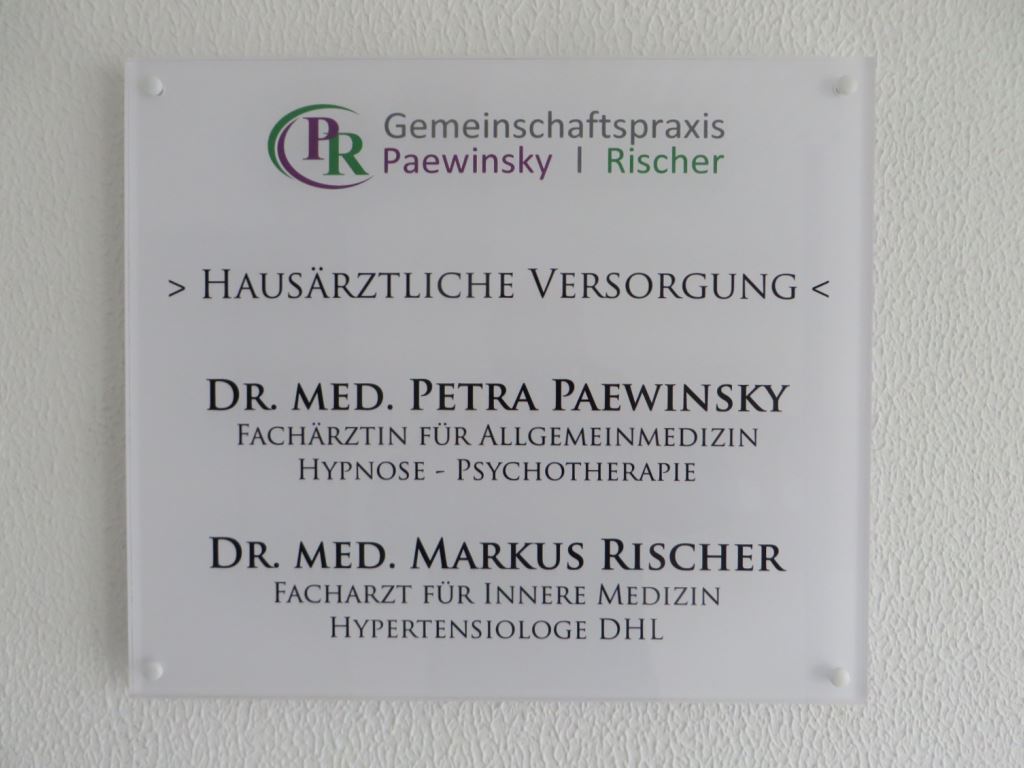 PR Gemeinschaftspraxis
Paewinsky | Rischer
> HAUSÄRZTLICHE VERSORGUNG <
DR. MED. PETRA PAEWINSKY
FACHÄRZTIN FÜR ALLGEMEINMEDIZIN
HYPNOSE - PSYCHOTHERAPIE
DR. MED. MARKUS RISCHER
FACHARZT FÜR INNERE MEDIZIN
HYPERTENSIOLOGE DHL